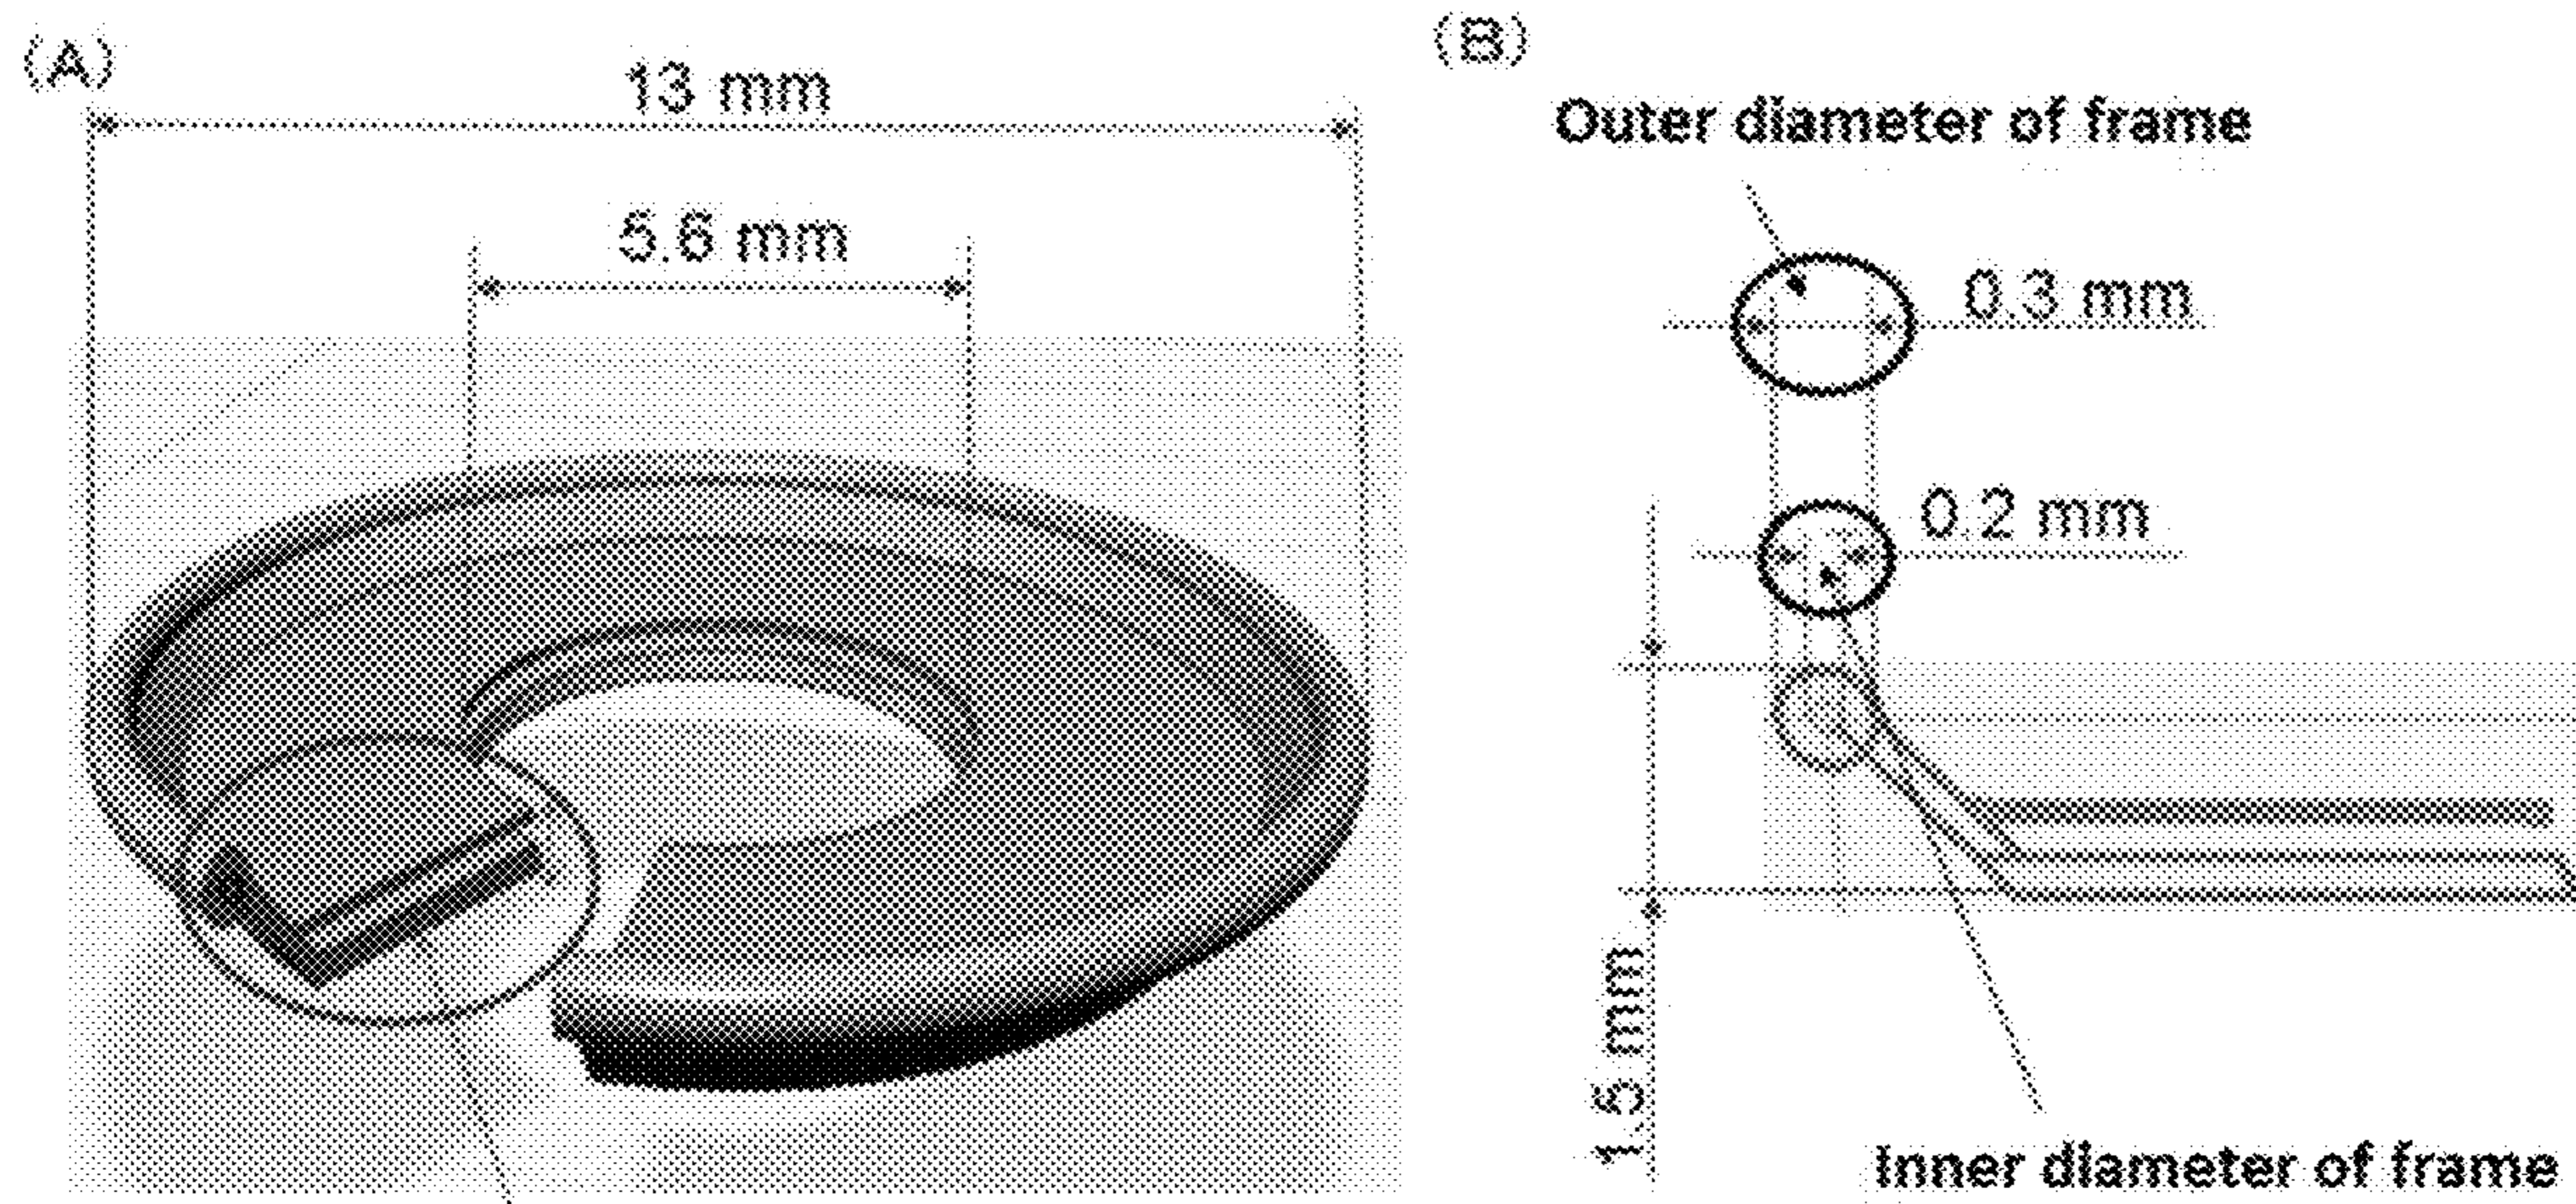 (A)
13 mm
5.6 mm
(B)
Outer diameter of frame
0.3 mm
0.2 mm
1.5 mm
Inner diameter of frame